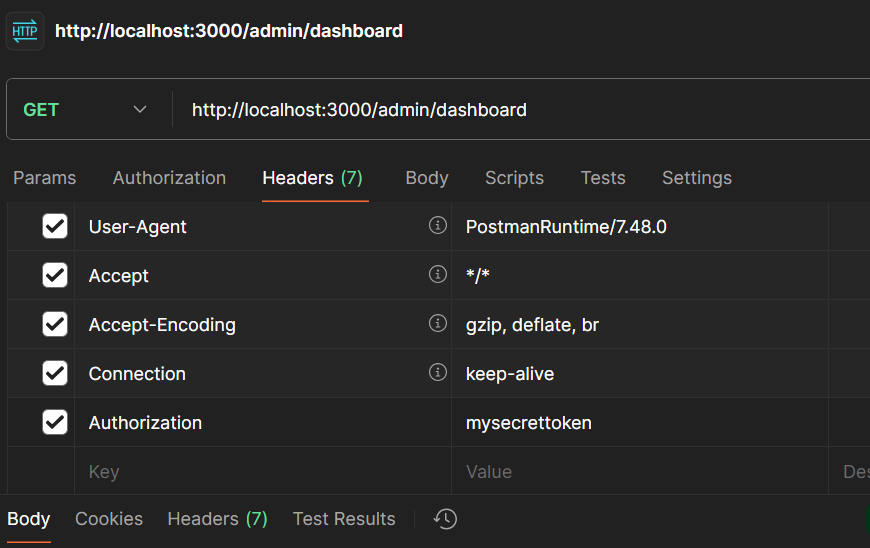 HTTP http://localhost:3000/admin/dashboard
GET http://localhost:3000/admin/dashboard
Params Authorization Headers (7) Body Scripts Tests Settings
User-Agent PostmanRuntime/7.48.0
Accept */*
Accept-Encoding gzip, deflate, br
Connection keep-alive
Authorization mysecrettoken
Key Value Des
Body Cookies Headers (7) Test Results